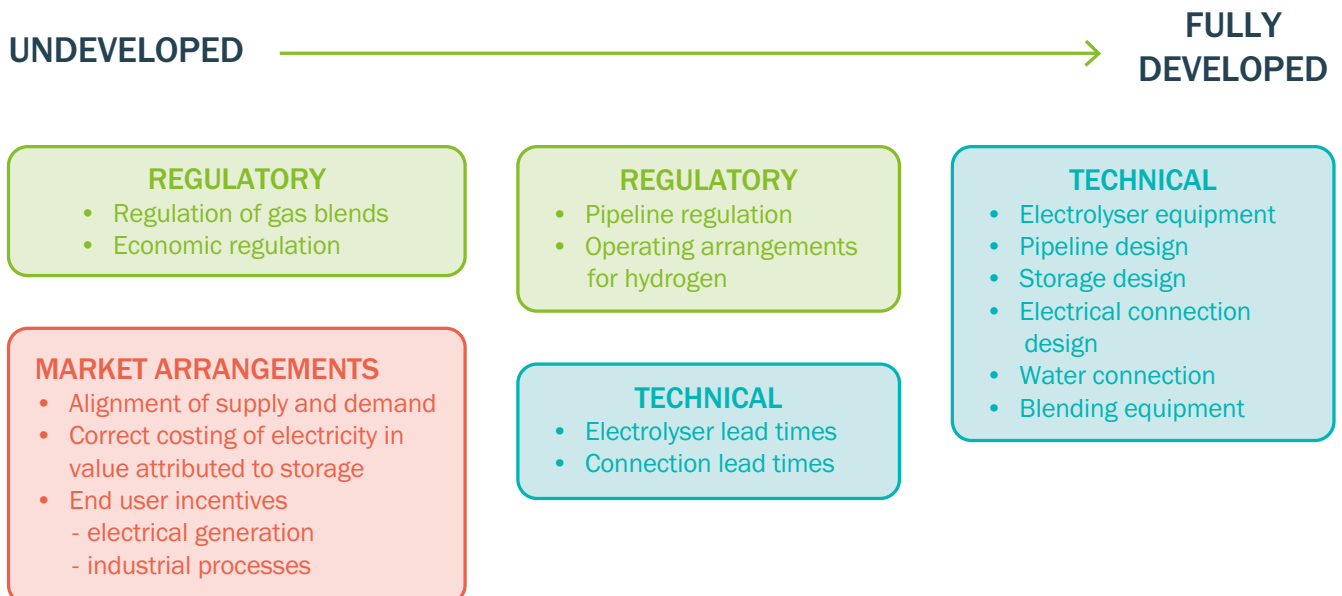 UNDEVELOPED
FULLY
DEVELOPED
REGULATORY
• Regulation of gas blends
• Economic regulation
MARKET ARRANGEMENTS
• Alignment of supply and demand
• Correct costing of electricity in
value attributed to storage
• End user incentives
- electrical generation
- industrial processes
REGULATORY
• Pipeline regulation
• Operating arrangements
for hydrogen
TECHNICAL
• Electrolyser lead times
• Connection lead times
TECHNICAL
• Electrolyser equipment
• Pipeline design
• Storage design
• Electrical connection
design
• Water connection
• Blending equipment